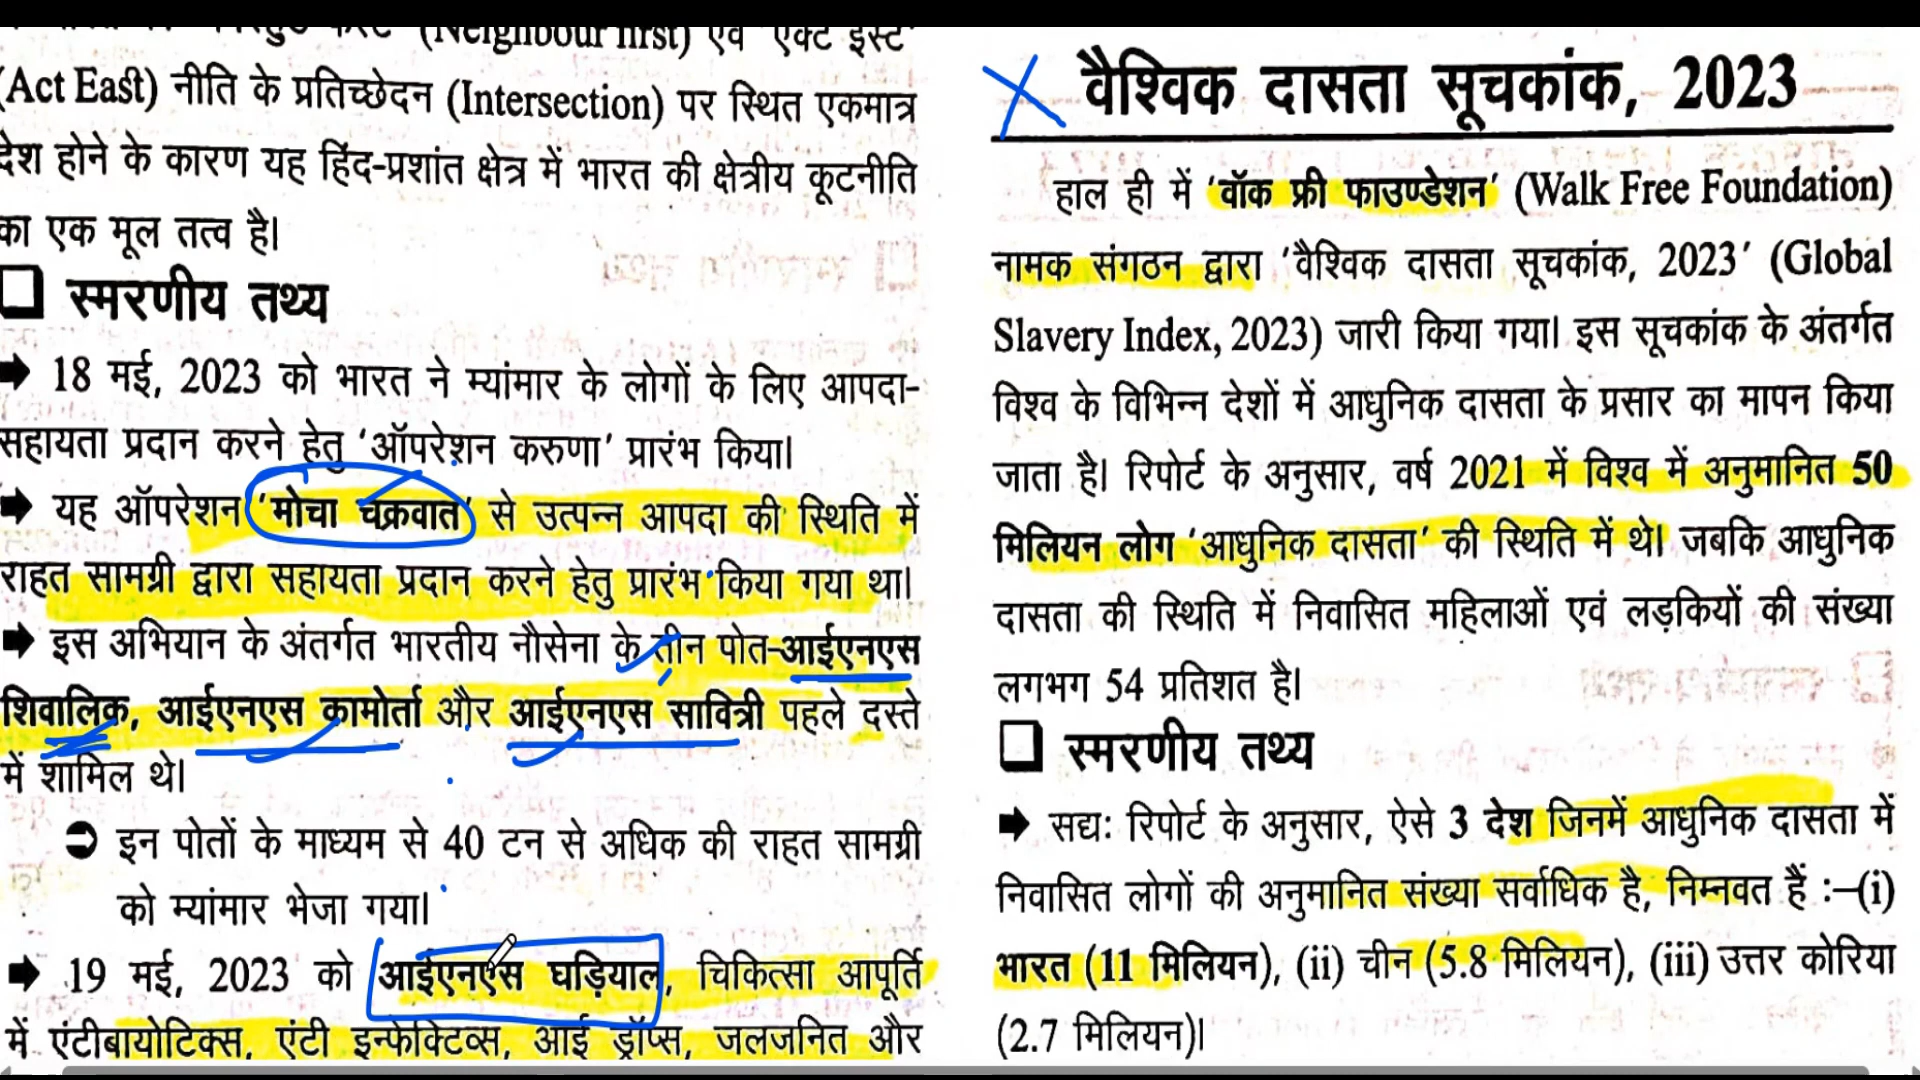 (Neighbour first) एवं 'एक्ट ईस्ट'
(Act East) नीति के प्रतिच्छेदन (Intersection) पर स्थित एकमात्र
देश होने के कारण यह हिंद-प्रशांत क्षेत्र में भारत की क्षेत्रीय कूटनीति
का एक मूल तत्व है।
स्मरणीय तथ्य
➡ 18 मई, 2023 को भारत ने म्यांमार के लोगों के लिए आपदा-
सहायता प्रदान करने हेतु 'ऑपरेशन करुणा' प्रारंभ किया।
➡ यह ऑपरेशन 'मोचा चक्रवात' से उत्पन्न आपदा की स्थिति में
राहत सामग्री द्वारा सहायता प्रदान करने हेतु प्रारंभ किया गया था।
➡ इस अभियान के अंतर्गत भारतीय नौसेना के तीन पोत-आईएनएस
शिवालिक, आईएनएस कामोर्ता और आईएनएस सावित्री पहले दस्ते
में शामिल थे।
➲ इन पोतों के माध्यम से 40 टन से अधिक की राहत सामग्री
को म्यांमार भेजा गया।
➡ 19 मई, 2023 को आईएनएस घड़ियाल, चिकित्सा आपूर्ति
में एंटीबायोटिक्स, एंटी इन्फेक्टिव्स, आई ड्रॉप्स, जलजनित और
वैश्विक दासता सूचकांक, 2023
हाल ही में 'वॉक फ्री फाउण्डेशन' (Walk Free Foundation)
नामक संगठन द्वारा 'वैश्विक दासता सूचकांक, 2023' (Global
Slavery Index, 2023) जारी किया गया। इस सूचकांक के अंतर्गत
विश्व के विभिन्न देशों में आधुनिक दासता के प्रसार का मापन किया
जाता है। रिपोर्ट के अनुसार, वर्ष 2021 में विश्व में अनुमानित 50
मिलियन लोग 'आधुनिक दासता' की स्थिति में थे। जबकि आधुनिक
दासता की स्थिति में निवासित महिलाओं एवं लड़कियों की संख्या
लगभग 54 प्रतिशत है।
स्मरणीय तथ्य
➡ सद्यः रिपोर्ट के अनुसार, ऐसे 3 देश जिनमें आधुनिक दासता में
निवासित लोगों की अनुमानित संख्या सर्वाधिक है, निम्नवत हैं :–(i)
भारत (11 मिलियन), (ii) चीन (5.8 मिलियन), (iii) उत्तर कोरिया
(2.7 मिलियन)।